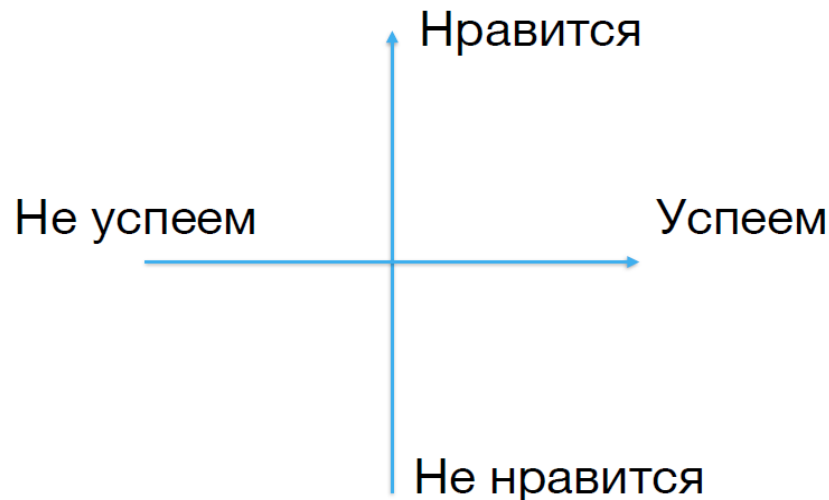 Нравится
Не успеем
Успеем
Не нравится